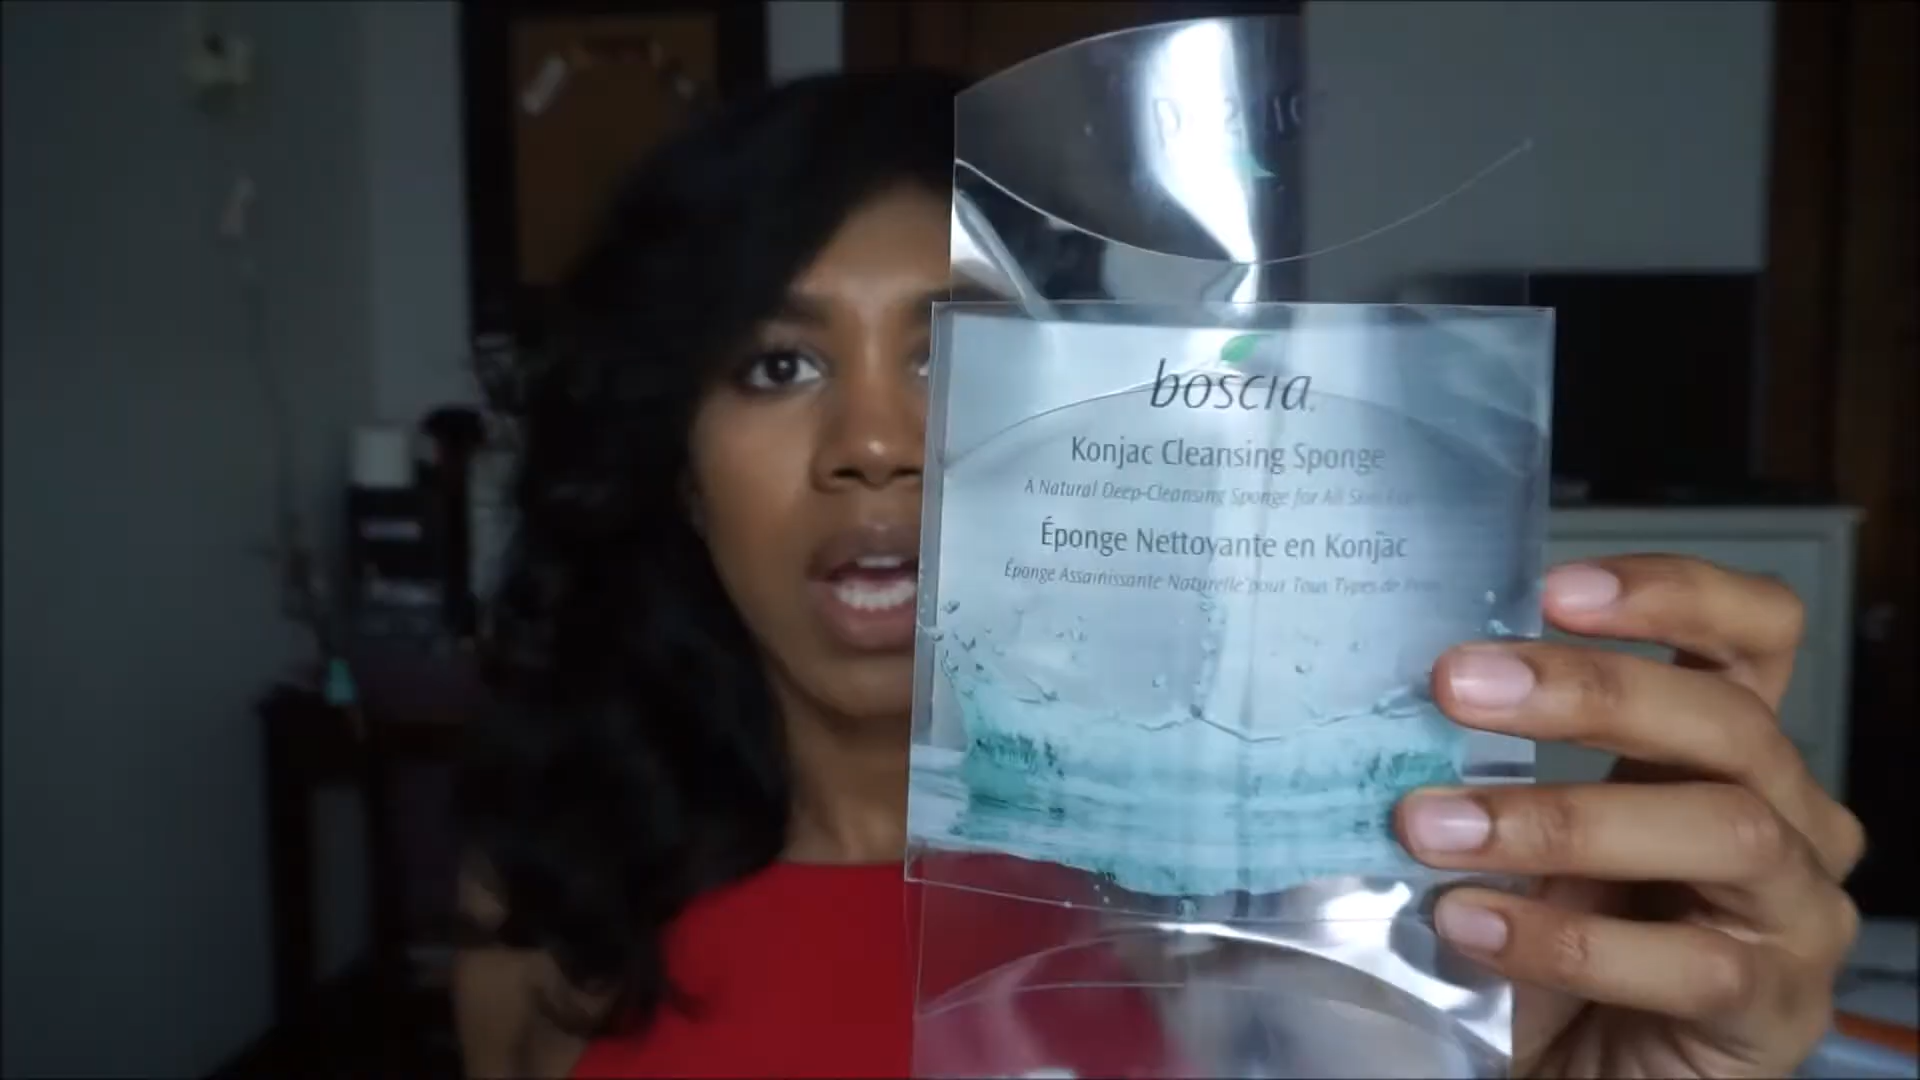 boscia
Konjac Cleansing Sponge
A Natural Deep-Cleansing Sponge for All Skin
Éponge Nettoyante en Konjac
Éponge Assainissante Naturelle pour Tous Types de